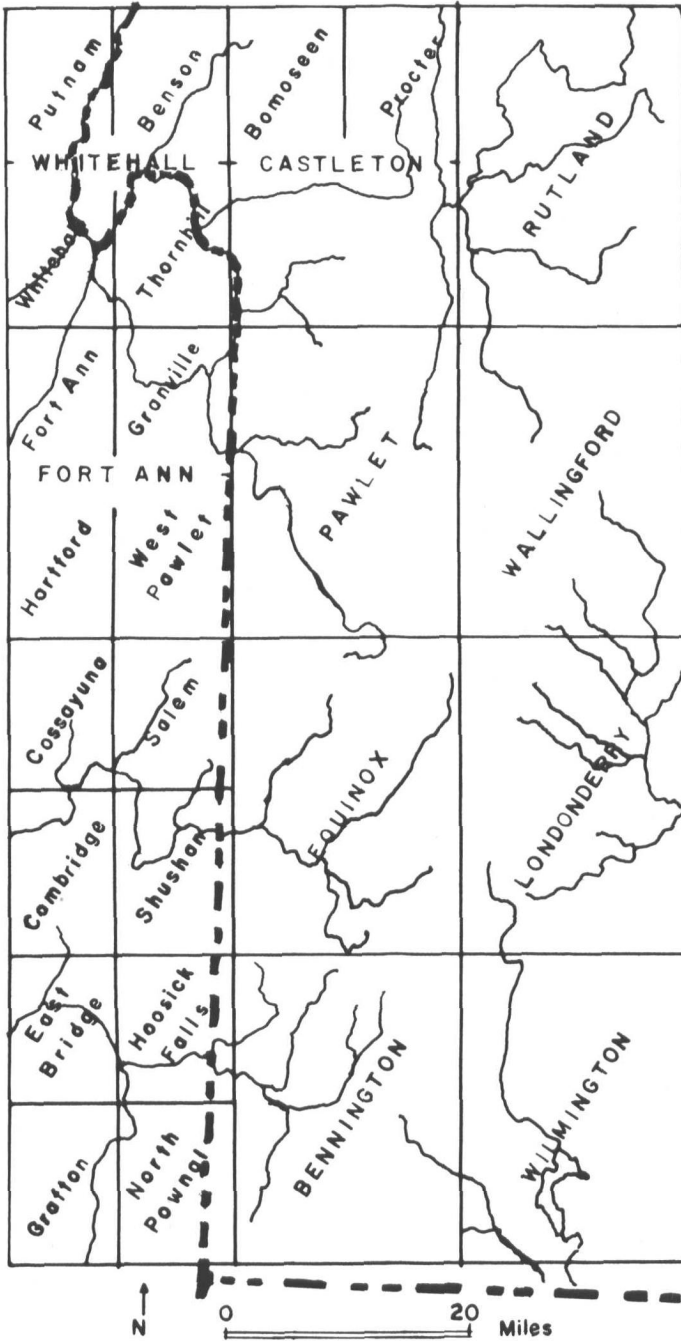 Putnam
Benson
Bomoseen
Procter
WHITEHALL
CASTLETON
RUTLAND
Whitehall
Thornhill
Fort Ann
Granville
FORT ANN
PAWLET
WALLINGFORD
Hartford
West
Pawlet
Cossayuna
Salem
EQUINOX
LONDONDERRY
Cambridge
Shushan
East
Bridge
Hoosick
Falls
BENNINGTON
WILMINGTON
Grafton
North
Pownal
N
0 20
Miles